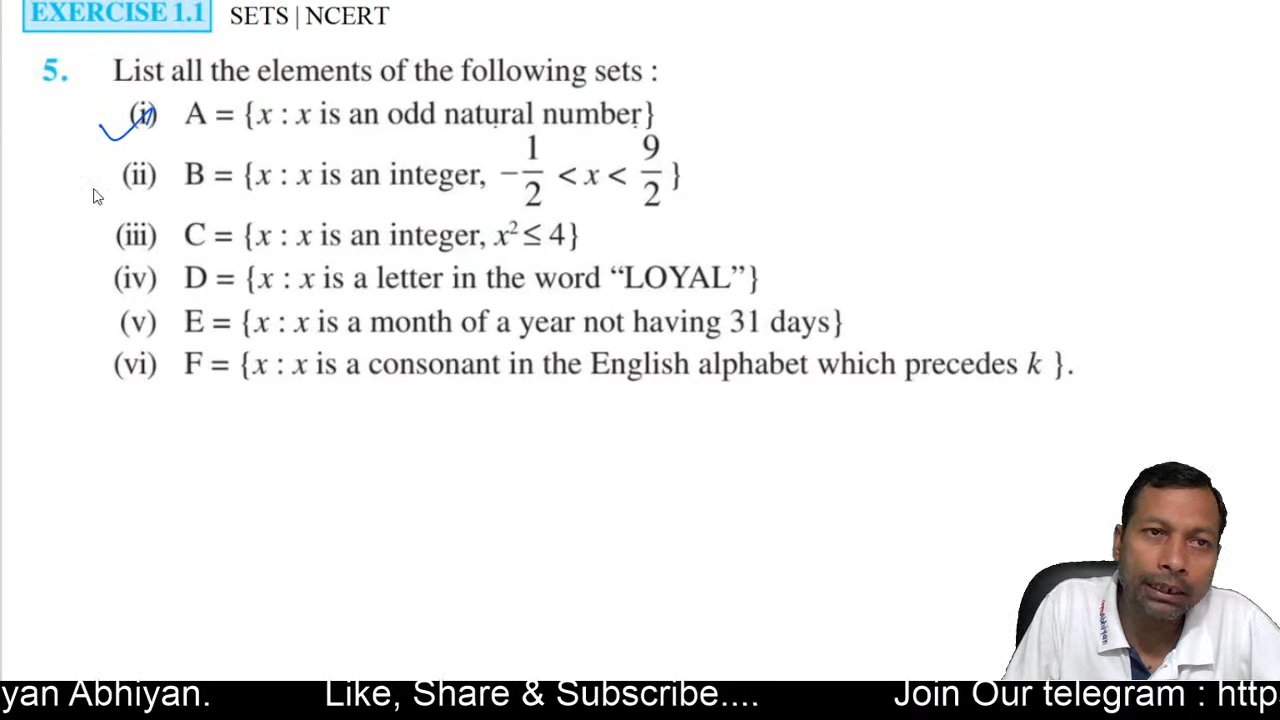 EXERCISE 1.1 SETS | NCERT
5. List all the elements of the following sets :
(i) A = {x : x is an odd natural number}
(ii) B = {x : x is an integer, −1/2 < x < 9/2 }
(iii) C = {x : x is an integer, x² ≤ 4}
(iv) D = {x : x is a letter in the word “LOYAL”}
(v) E = {x : x is a month of a year not having 31 days}
(vi) F = {x : x is a consonant in the English alphabet which precedes k }.
yan Abhiyan. Like, Share & Subscribe.... Join Our telegram : http